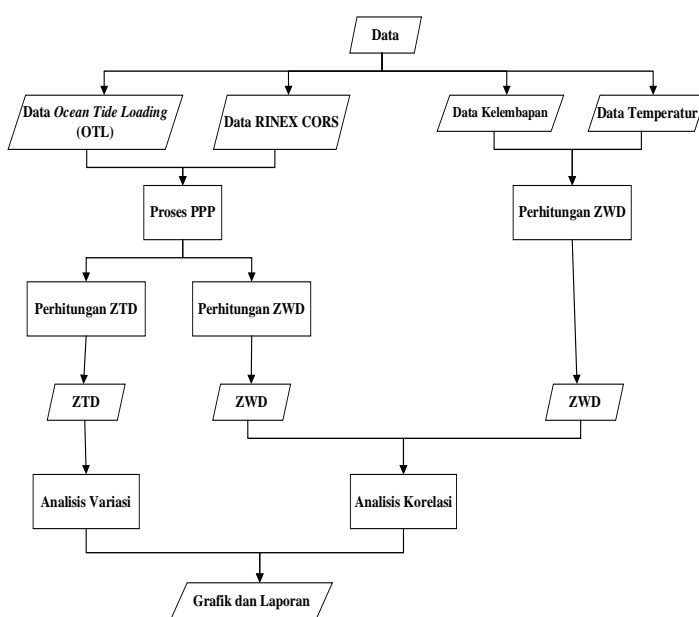 Data
Data Ocean Tide Loading
(OTL)
Data RINEX CORS
Data Kelembapan
Data Temperatur
Proses PPP
Perhitungan ZWD
Perhitungan ZTD
Perhitungan ZWD
ZTD
ZWD
ZWD
Analisis Variasi
Analisis Korelasi
Grafik dan Laporan